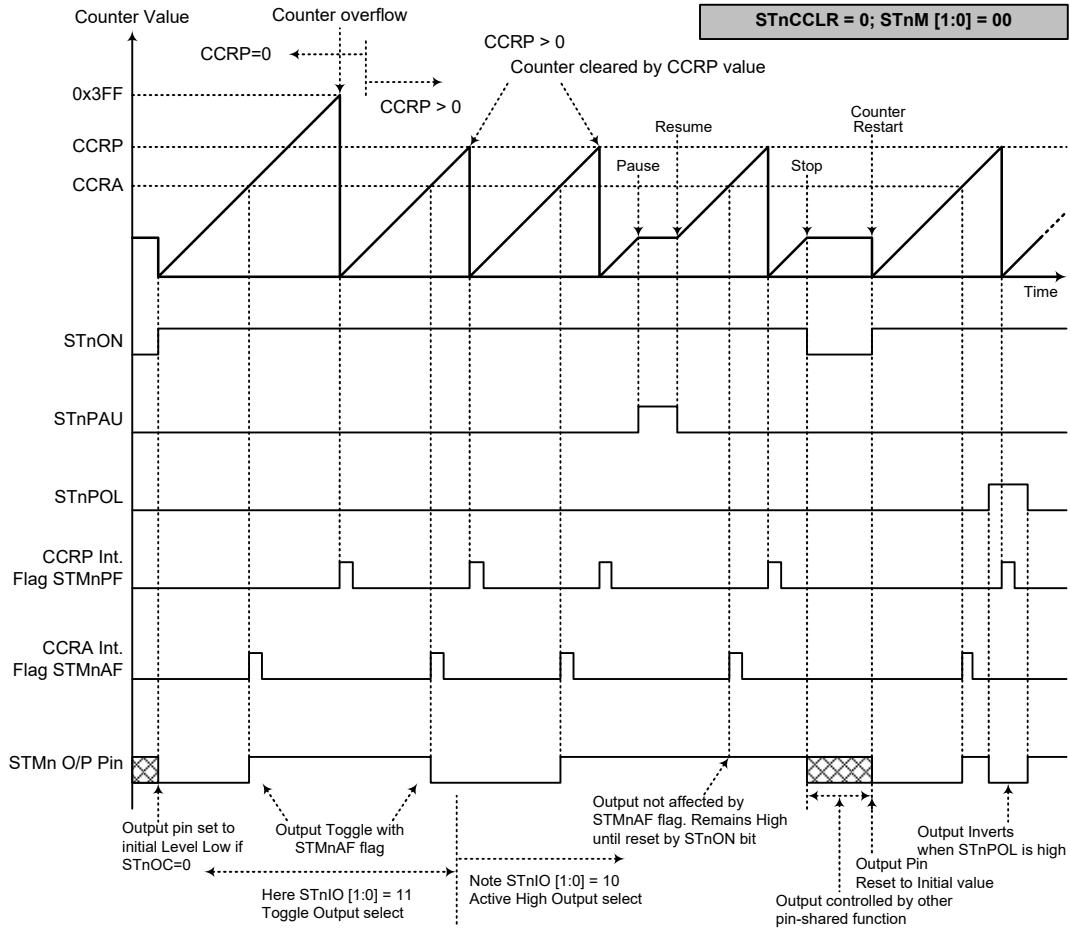 Counter Value
Counter overflow
STnCCLR = 0; STnM [1:0] = 00
CCRP=0
CCRP > 0
CCRP > 0
Counter cleared by CCRP value
0x3FF
CCRP
CCRA
Pause
Resume
Stop
Counter
Restart
Time
STnON
STnPAU
STnPOL
CCRP Int.
Flag STMnPF
CCRA Int.
Flag STMnAF
STMn O/P Pin
Output pin set to
initial Level Low if
STnOC=0
Output Toggle with
STMnAF flag
Here STnIO [1:0] = 11
Toggle Output select
Note STnIO [1:0] = 10
Active High Output select
Output not affected by
STMnAF flag. Remains High
until reset by STnON bit
Output Pin
Reset to Initial value
Output controlled by other
pin-shared function
Output Inverts
when STnPOL is high